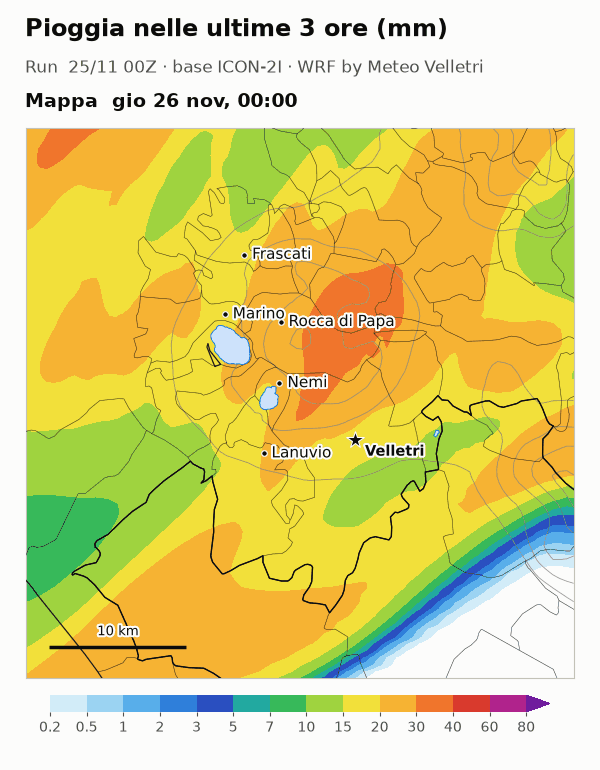 Pioggia nelle ultime 3 ore (mm)
Run  25/11 00Z · base ICON-2I · WRF by Meteo Velletri
Mappa  gio 26 nov, 00:00
Frascati
Marino
Rocca di Papa
Nemi
Velletri
Lanuvio
10 km
0.2 0.5 1 2 3 5 7 10 15 20 30 40 60 80